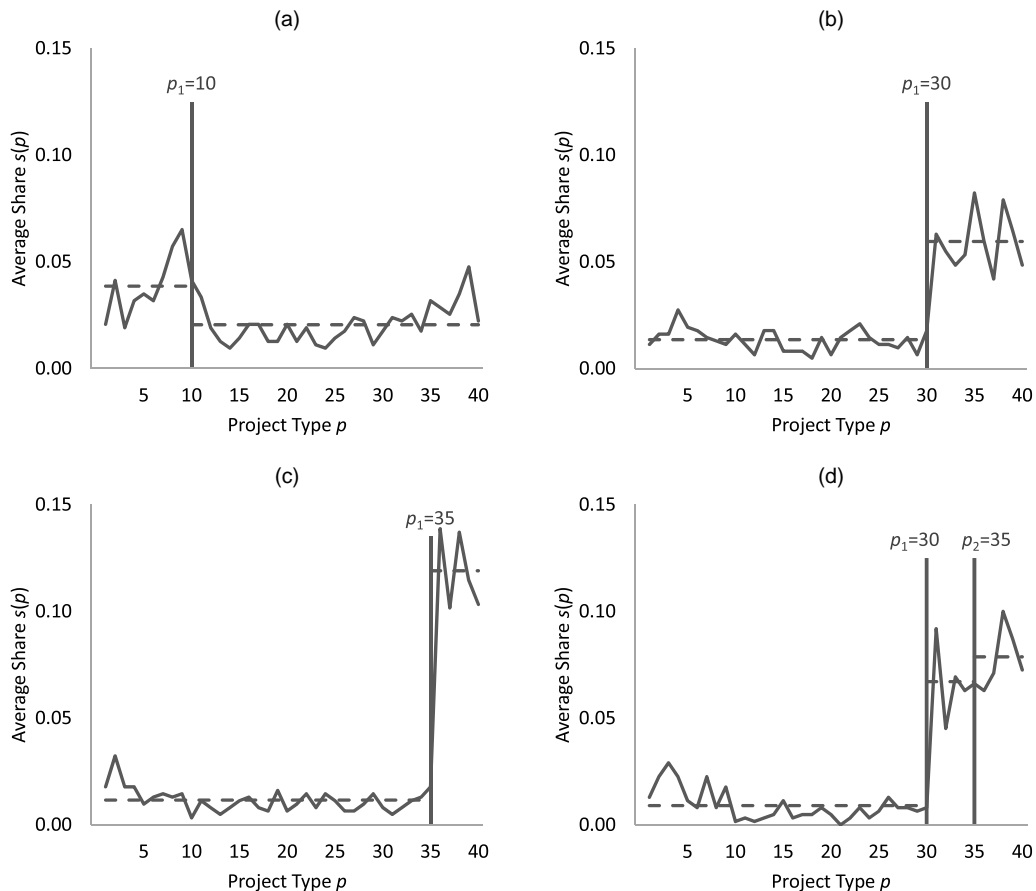 (a)
0.15
0.10
0.05
0.00
Average Share s(p)
p₁=10
5 10 15 20 25 30 35 40
Project Type p
(b)
0.15
0.10
0.05
0.00
Average Share s(p)
p₁=30
5 10 15 20 25 30 35 40
Project Type p
(c)
0.15
0.10
0.05
0.00
Average Share s(p)
p₁=35
5 10 15 20 25 30 35 40
Project Type p
(d)
0.15
0.10
0.05
0.00
Average Share s(p)
p₁=30 p₂=35
5 10 15 20 25 30 35 40
Project Type p